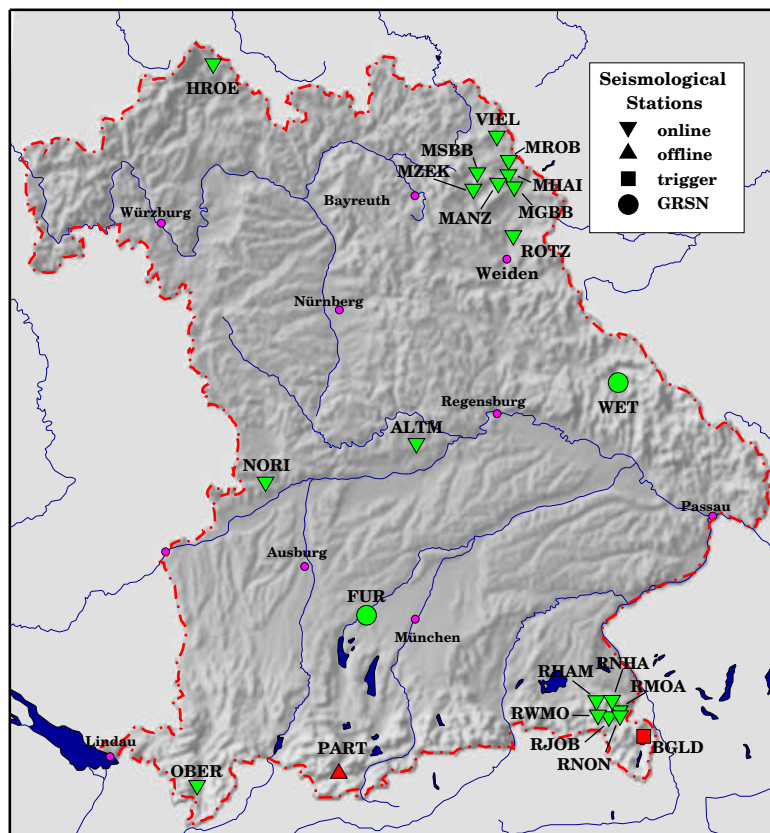 HROE
Seismological
Stations
online
offline
trigger
GRSN
VIEL
MSBB
MROB
MZEK
MHAI
Bayreuth
MANZ
MGBB
Würzburg
ROTZ
Weiden
Nürnberg
WET
Regensburg
ALTM
NORI
Passau
Ausburg
FUR
München
RNHA
RHAM
RMOA
RWMO
Lindau
PART
RJOB
BGLD
RNON
OBER